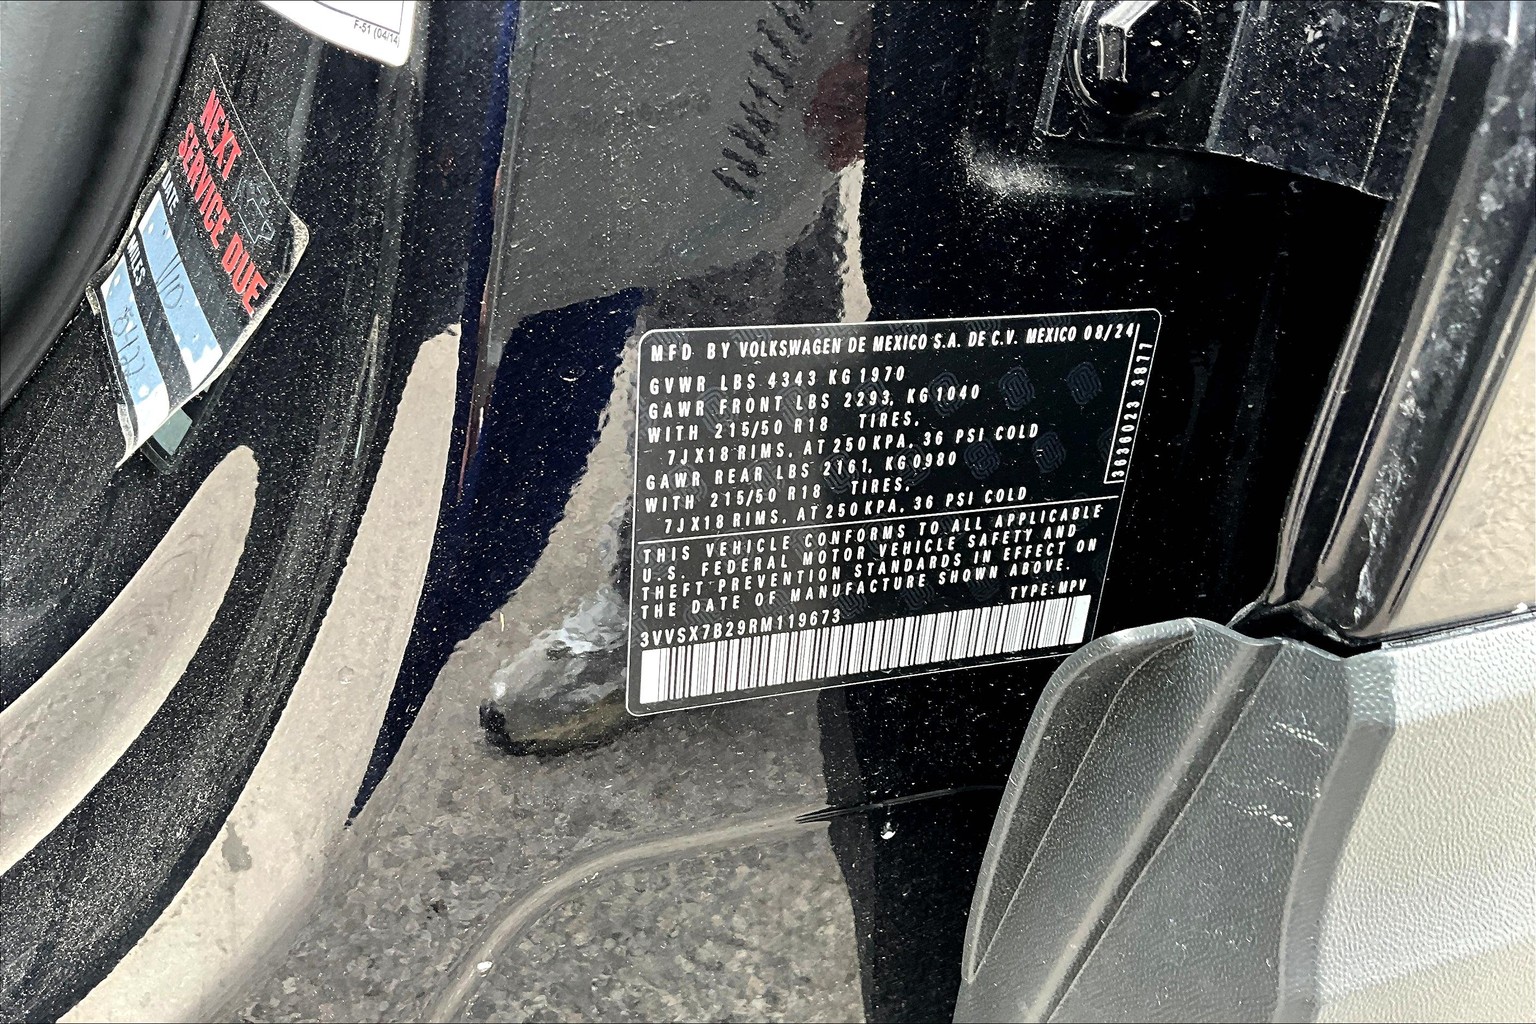 F-51 (04/14)
NEXT
SERVICE DUE
DATE
MILES
MFD BY VOLKSWAGEN DE MEXICO S.A. DE C.V. MEXICO 08/24
GVWR LBS 4343 KG 1970
GAWR FRONT LBS 2293, KG 1040
WITH 215/50 R18 TIRES,
7JX18 RIMS, AT 250 KPA, 36 PSI COLD
GAWR REAR LBS 2161, KG 0980
WITH 215/50 R18 TIRES,
7JX18 RIMS, AT 250 KPA, 36 PSI COLD
3636023 3877
THIS VEHICLE CONFORMS TO ALL APPLICABLE
U.S. FEDERAL MOTOR VEHICLE SAFETY AND
THEFT PREVENTION STANDARDS IN EFFECT ON
THE DATE OF MANUFACTURE SHOWN ABOVE.
TYPE: MPV
3VVSX7B29RM119673